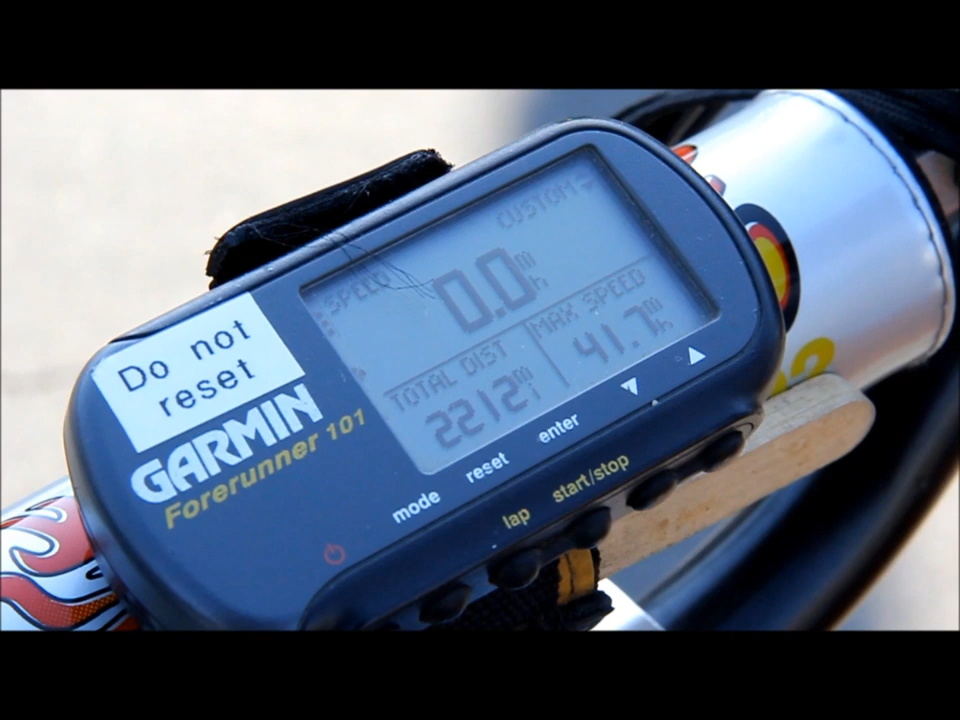 CUSTOM
SPEED
0.0 m/h
TOTAL DIST
MAX SPEED
2212 mi
41.7 m/h
Do not
reset
GARMIN
Forerunner 101
mode reset enter
lap start/stop